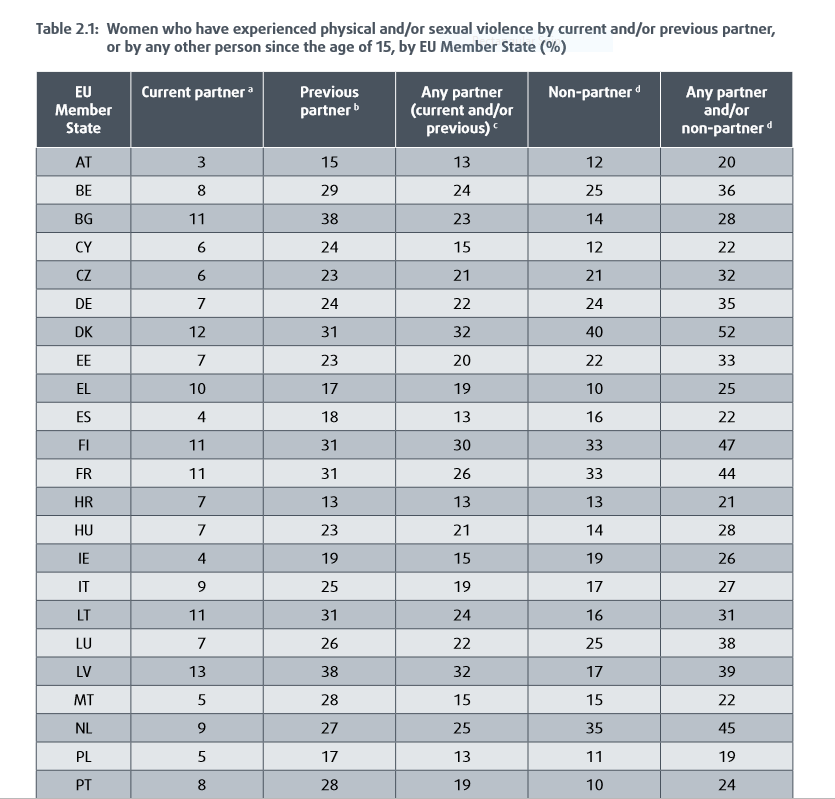 Table 2.1: Women who have experienced physical and/or sexual violence by current and/or previous partner,
or by any other person since the age of 15, by EU Member State (%)
EU Member State Current partner a Previous partner b Any partner (current and/or previous) c Non-partner d Any partner and/or non-partner d
AT 3 15 13 12 20
BE 8 29 24 25 36
BG 11 38 23 14 28
CY 6 24 15 12 22
CZ 6 23 21 21 32
DE 7 24 22 24 35
DK 12 31 32 40 52
EE 7 23 20 22 33
EL 10 17 19 10 25
ES 4 18 13 16 22
FI 11 31 30 33 47
FR 11 31 26 33 44
HR 7 13 13 13 21
HU 7 23 21 14 28
IE 4 19 15 19 26
IT 9 25 19 17 27
LT 11 31 24 16 31
LU 7 26 22 25 38
LV 13 38 32 17 39
MT 5 28 15 15 22
NL 9 27 25 35 45
PL 5 17 13 11 19
PT 8 28 19 10 24